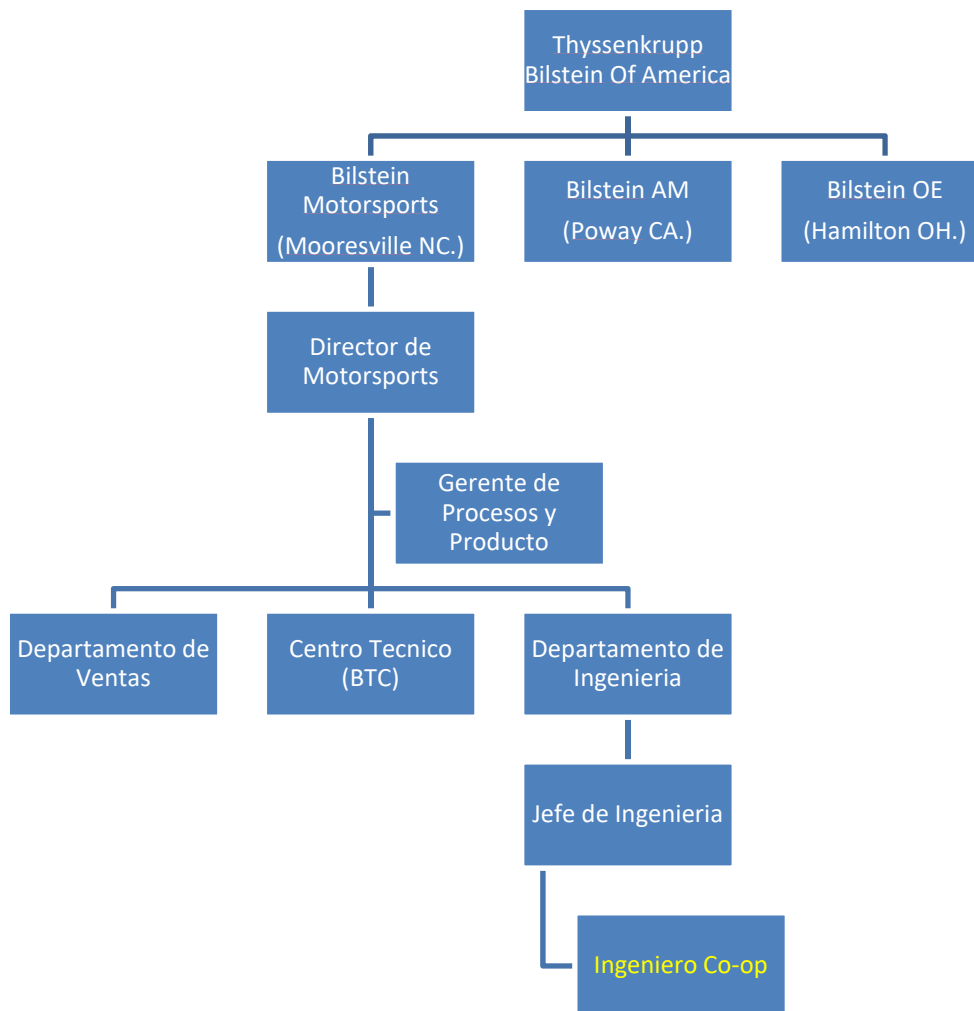 Thyssenkrupp
Bilstein Of America
Bilstein
Motorsports
(Mooresville NC.)
Bilstein AM
(Poway CA.)
Bilstein OE
(Hamilton OH.)
Director de
Motorsports
Gerente de
Procesos y
Producto
Departamento de
Ventas
Centro Tecnico
(BTC)
Departamento de
Ingenieria
Jefe de Ingenieria
Ingeniero Co-op